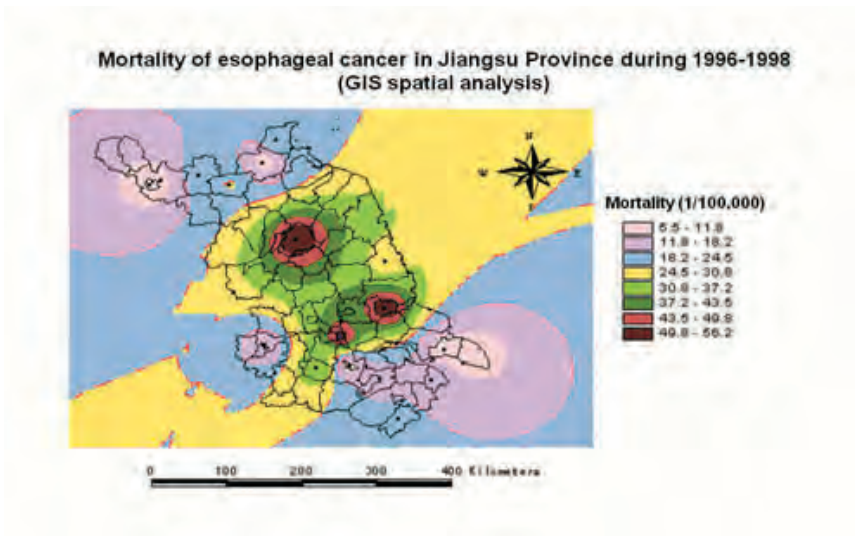 Mortality of esophageal cancer in Jiangsu Province during 1996-1998
(GIS spatial analysis)
N
W
E
Mortality (1/100,000)
5.5 - 11.8
11.8 - 18.2
18.2 - 24.5
24.5 - 30.8
30.8 - 37.2
37.2 - 43.5
43.5 - 49.8
49.8 - 56.2
0 100 200 300 400 Kilometers